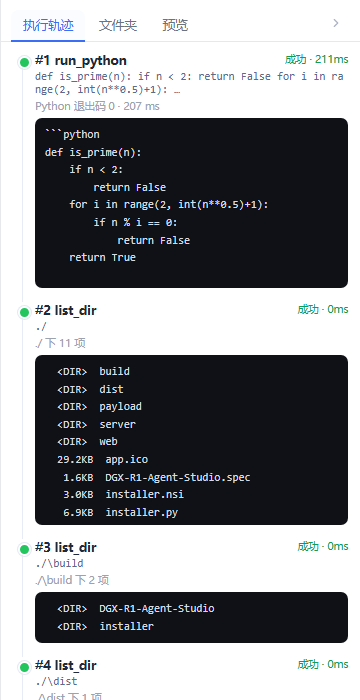 执行轨迹 文件夹 预览
#1 run_python 成功 · 211ms
def is_prime(n): if n < 2: return False for i in ra
nge(2, int(n**0.5)+1): …
Python 退出码 0 · 207 ms
```python
def is_prime(n):
    if n < 2:
        return False
    for i in range(2, int(n**0.5)+1):
        if n % i == 0:
            return False
    return True
#2 list_dir 成功 · 0ms
./
./ 下 11 项
<DIR>  build
<DIR>  dist
<DIR>  payload
<DIR>  server
<DIR>  web
29.2KB  app.ico
1.6KB  DGX-R1-Agent-Studio.spec
3.0KB  installer.nsi
6.9KB  installer.py
#3 list_dir 成功 · 0ms
./\build
./\build 下 2 项
<DIR>  DGX-R1-Agent-Studio
<DIR>  installer
#4 list_dir 成功 · 0ms
./\dist
./\dist 下 1 项